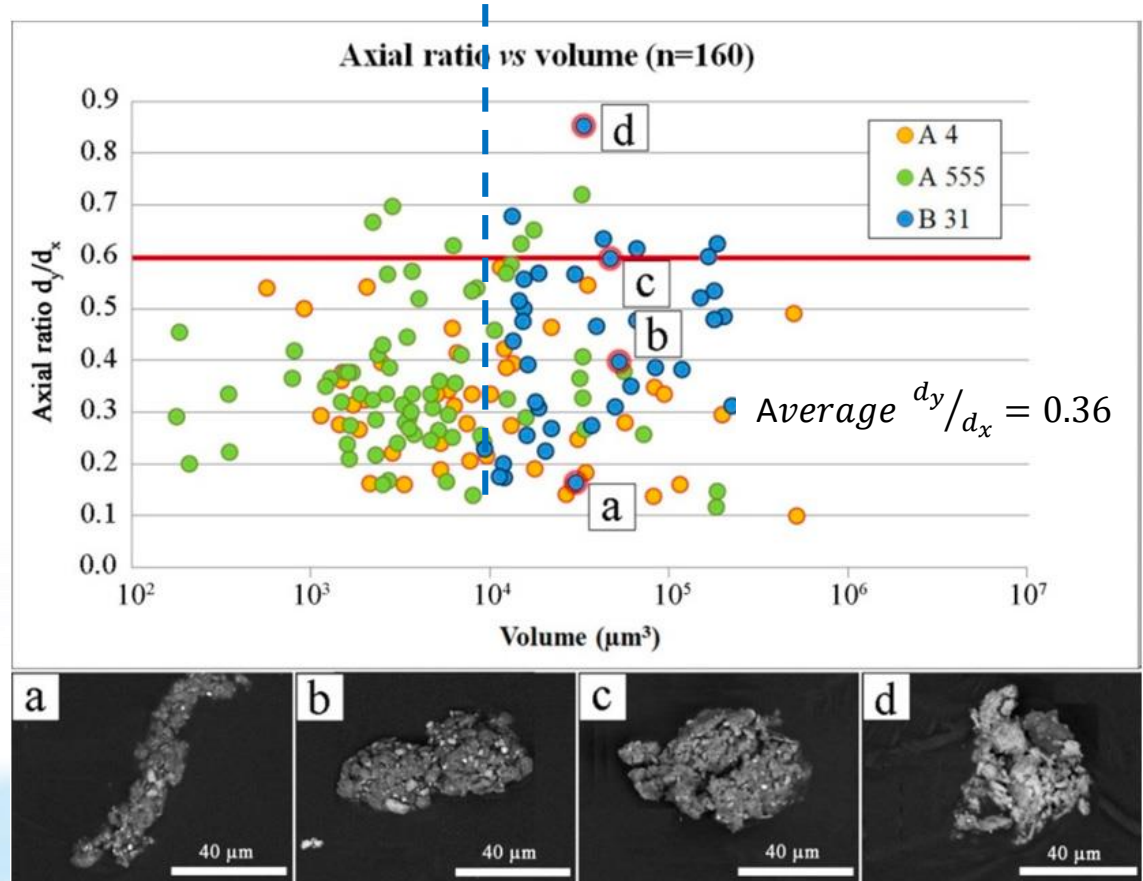 Axial ratio vs volume (n=160)
Axial ratio dy/dx
0.9
0.8
0.7
0.6
0.5
0.4
0.3
0.2
0.1
0.0
d
c
b
a
A 4
A 555
B 31
Average dy/dx = 0.36
10² 10³ 10⁴ 10⁵ 10⁶ 10⁷
Volume (µm³)
a b c d
40 µm 40 µm 40 µm 40 µm